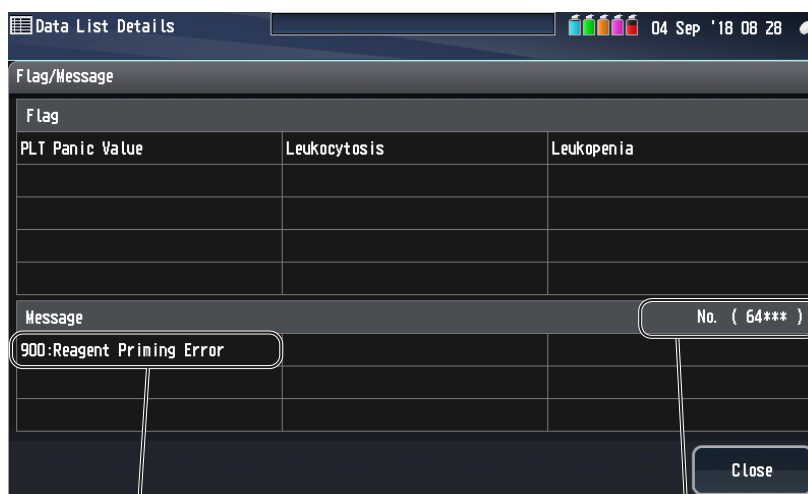 Data List Details
04 Sep '18 08 28
Flag/Message
Flag
PLT Panic Value Leukocytosis Leukopenia
Message No. ( 64*** )
900:Reagent Priming Error
Close